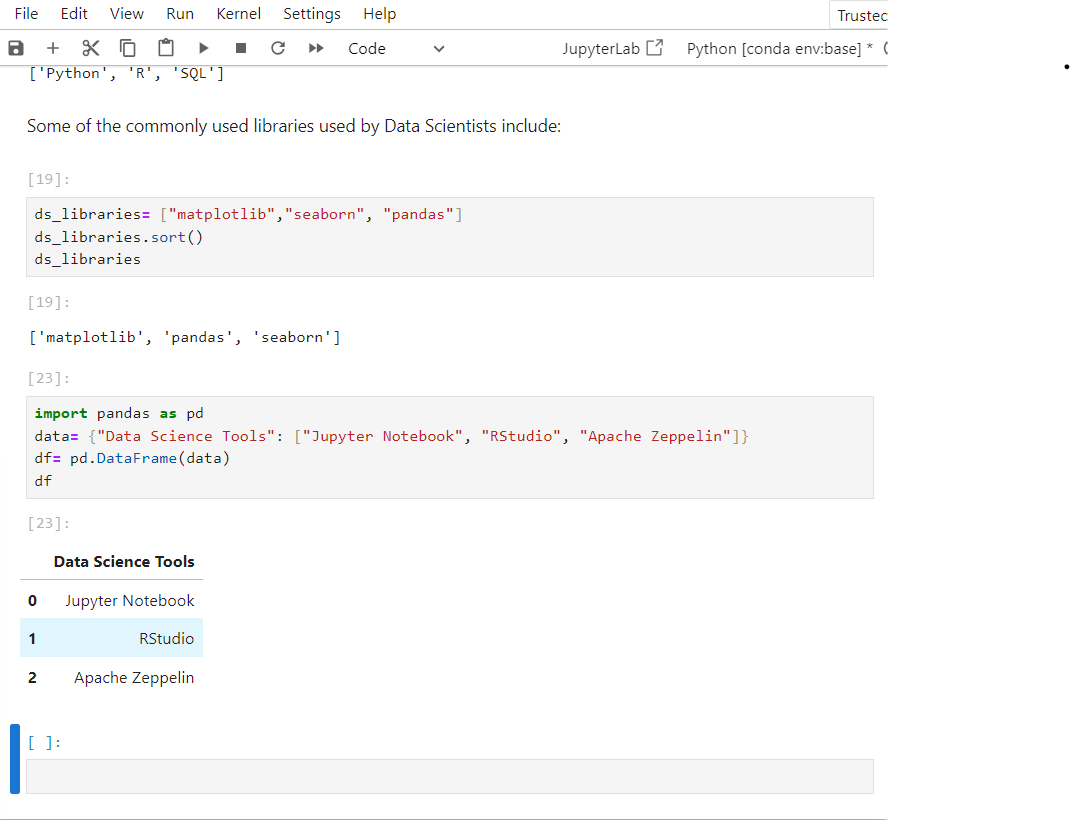 File Edit View Run Kernel Settings Help
Trustec
Code JupyterLab Python [conda env:base] *
['Python', 'R', 'SQL']
Some of the commonly used libraries used by Data Scientists include:
[19]:
ds_libraries= ["matplotlib","seaborn", "pandas"]
ds_libraries.sort()
ds_libraries
[19]:
['matplotlib', 'pandas', 'seaborn']
[23]:
import pandas as pd
data= {"Data Science Tools": ["Jupyter Notebook", "RStudio", "Apache Zeppelin"]}
df= pd.DataFrame(data)
df
[23]:
Data Science Tools
0 Jupyter Notebook
1 RStudio
2 Apache Zeppelin
[ ]: